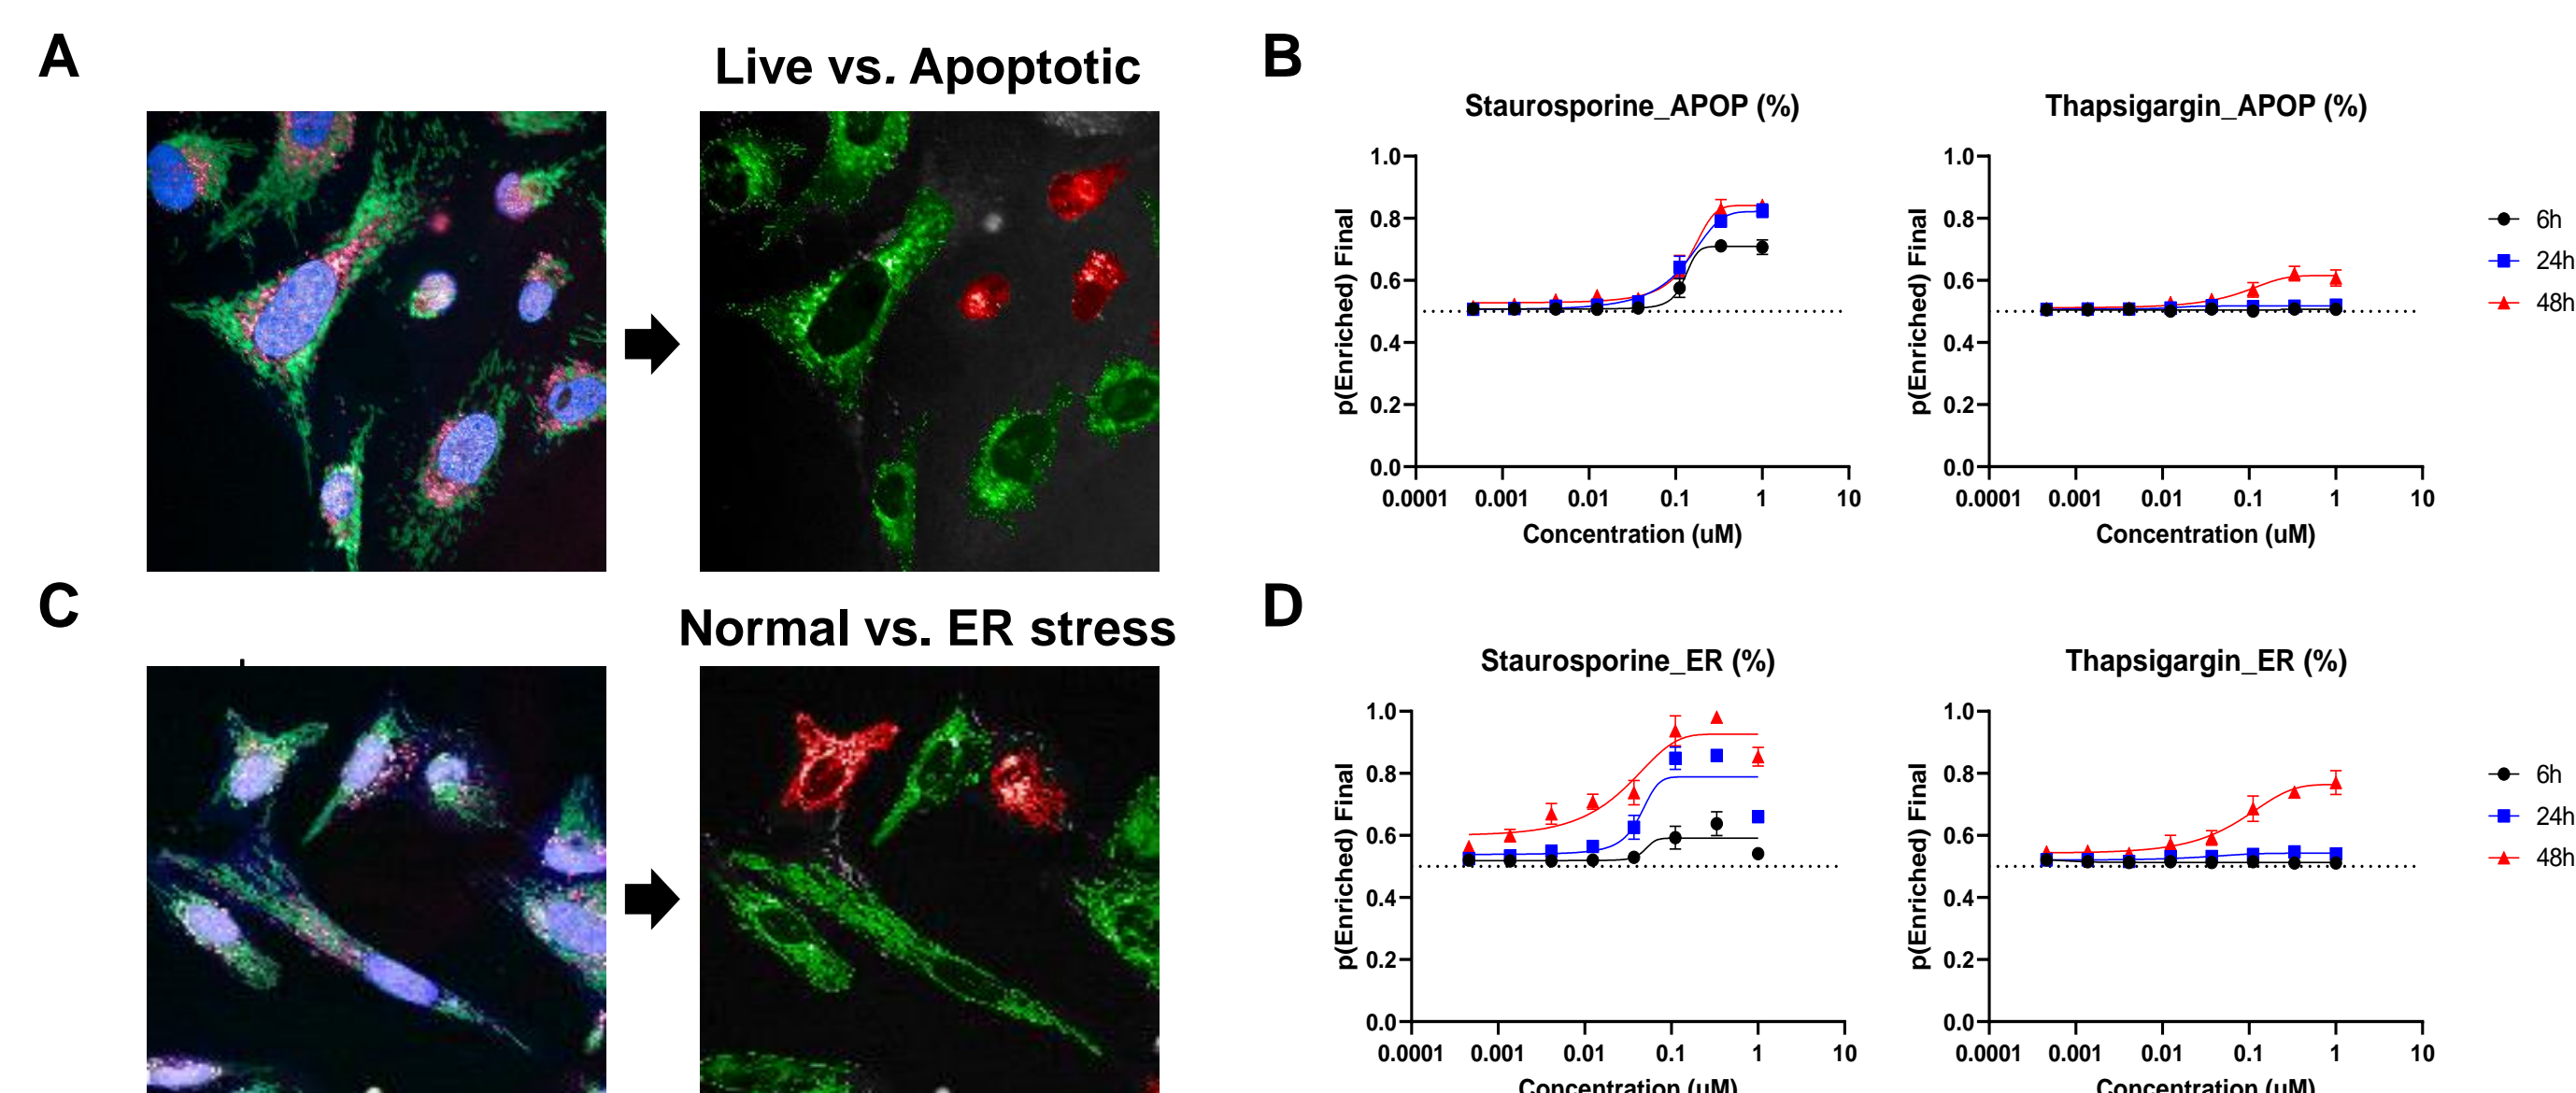 A
Live vs. Apoptotic
B
Staurosporine_APOP (%)
p(Enriched) Final
1.0
0.8
0.6
0.4
0.2
0.0
0.0001 0.001 0.01 0.1 1 10
Concentration (uM)
Thapsigargin_APOP (%)
p(Enriched) Final
1.0
0.8
0.6
0.4
0.2
0.0
0.0001 0.001 0.01 0.1 1 10
Concentration (uM)
6h
24h
48h
C
Normal vs. ER stress
D
Staurosporine_ER (%)
p(Enriched) Final
1.0
0.8
0.6
0.4
0.2
0.0
0.0001 0.001 0.01 0.1 1 10
Concentration (uM)
Thapsigargin_ER (%)
p(Enriched) Final
1.0
0.8
0.6
0.4
0.2
0.0
0.0001 0.001 0.01 0.1 1 10
Concentration (uM)
6h
24h
48h